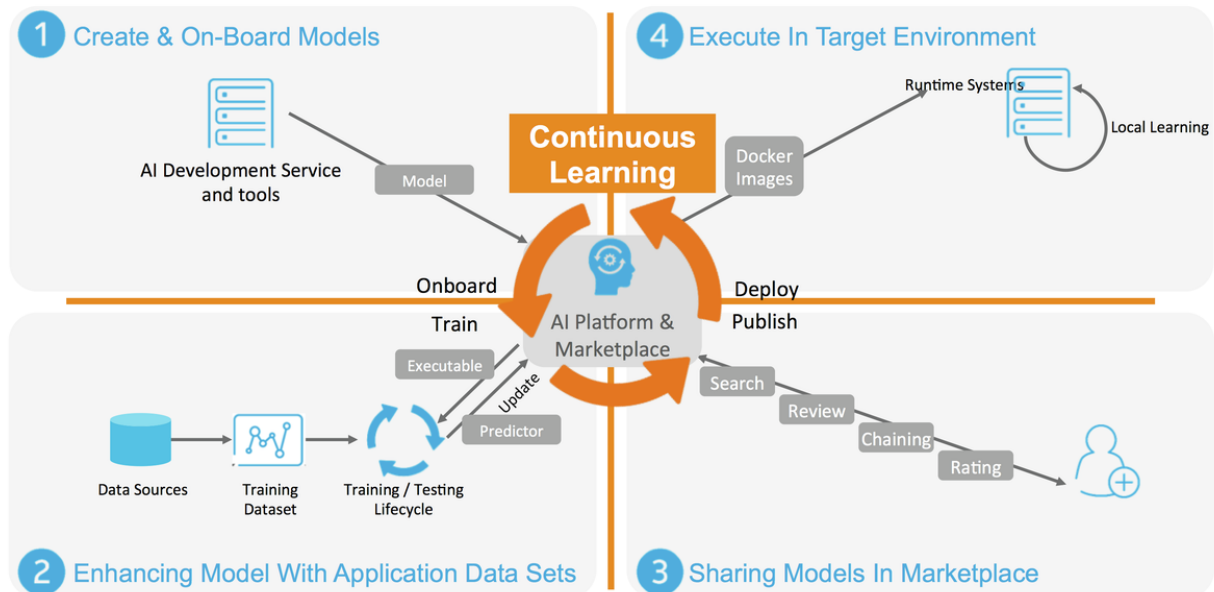 1 Create & On-Board Models
AI Development Service
and tools
Model
Continuous
Learning
4 Execute In Target Environment
Runtime Systems
Local Learning
Docker
Images
Onboard
Deploy
Train
Publish
AI Platform &
Marketplace
Executable
Update
Predictor
Data Sources
Training
Dataset
Training / Testing
Lifecycle
2 Enhancing Model With Application Data Sets
Search
Review
Chaining
Rating
3 Sharing Models In Marketplace